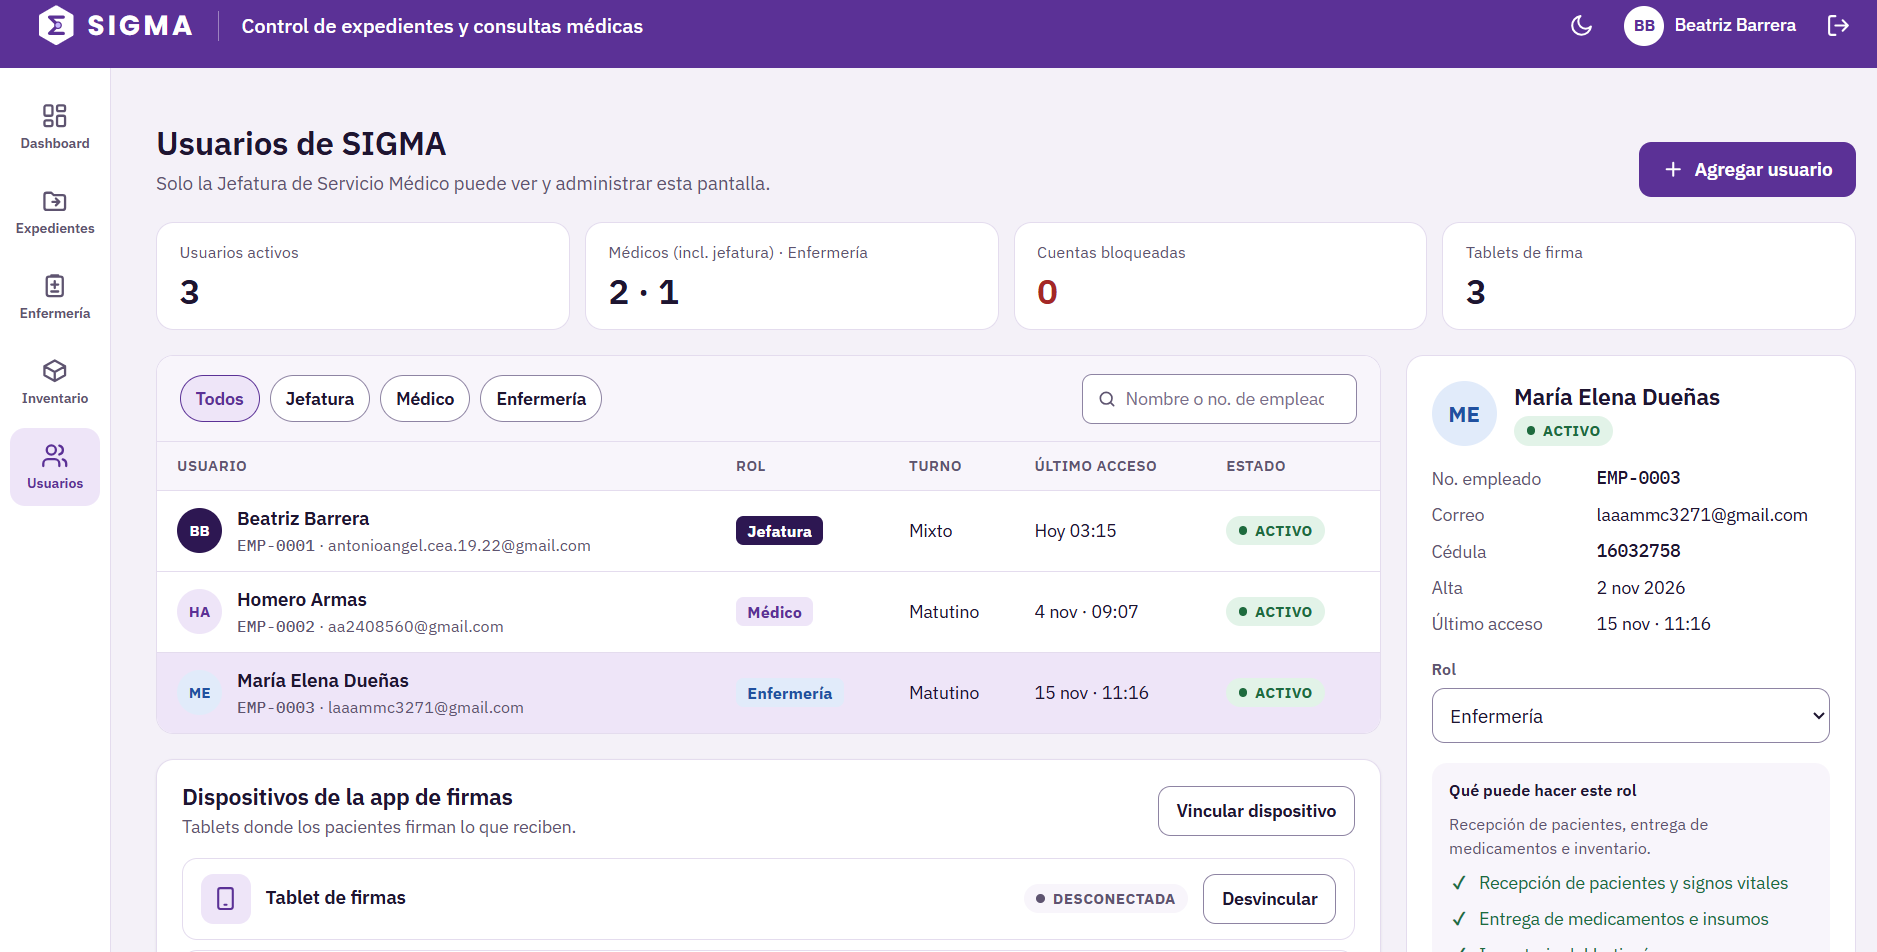 SIGMA
Control de expedientes y consultas médicas
BB
Beatriz Barrera
Dashboard
Expedientes
Enfermería
Inventario
Usuarios
Usuarios de SIGMA
Solo la Jefatura de Servicio Médico puede ver y administrar esta pantalla.
+ Agregar usuario
Usuarios activos
3
Médicos (incl. jefatura) · Enfermería
2 · 1
Cuentas bloqueadas
0
Tablets de firma
3
Todos
Jefatura
Médico
Enfermería
Nombre o no. de empleac
USUARIO ROL TURNO ÚLTIMO ACCESO ESTADO
BB
Beatriz Barrera
EMP-0001 · antonioangel.cea.19.22@gmail.com
Jefatura
Mixto
Hoy 03:15
ACTIVO
HA
Homero Armas
EMP-0002 · aa2408560@gmail.com
Médico
Matutino
4 nov · 09:07
ACTIVO
ME
María Elena Dueñas
EMP-0003 · laaammc3271@gmail.com
Enfermería
Matutino
15 nov · 11:16
ACTIVO
Dispositivos de la app de firmas
Tablets donde los pacientes firman lo que reciben.
Vincular dispositivo
Tablet de firmas
DESCONECTADA
Desvincular
ME
María Elena Dueñas
ACTIVO
No. empleado EMP-0003
Correo laaammc3271@gmail.com
Cédula 16032758
Alta 2 nov 2026
Último acceso 15 nov · 11:16
Rol
Enfermería
Qué puede hacer este rol
Recepción de pacientes, entrega de
medicamentos e inventario.
✓ Recepción de pacientes y signos vitales
✓ Entrega de medicamentos e insumos